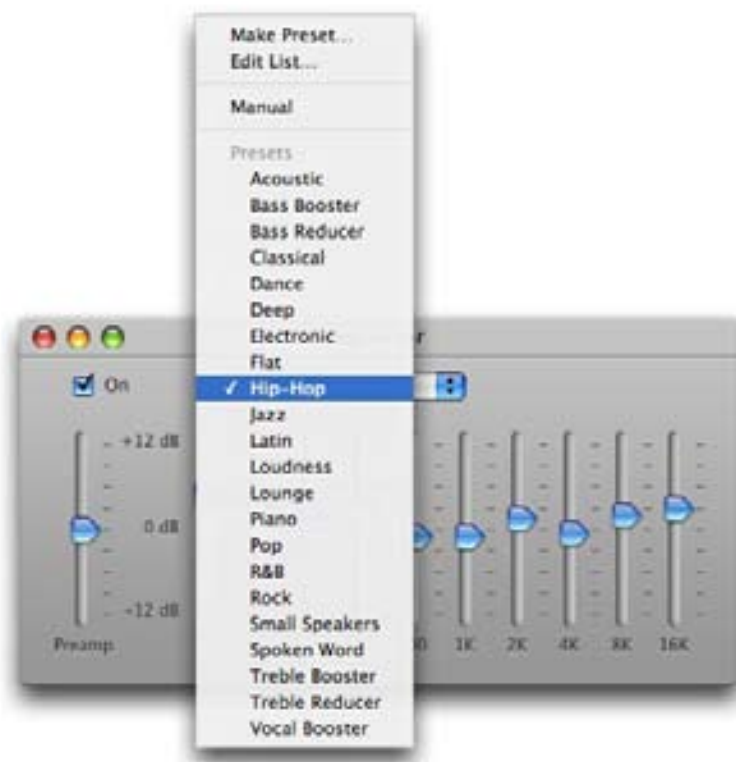 Make Preset...
Edit List...
Manual
Presets
Acoustic
Bass Booster
Bass Reducer
Classical
Dance
Deep
Electronic
Flat
On
✓ Hip-Hop
Jazz
Latin
Loudness
Lounge
Piano
Pop
R&B
Rock
Small Speakers
Spoken Word
Treble Booster
Treble Reducer
Vocal Booster
+12 dB
0 dB
-12 dB
Preamp
1K 2K 4K 8K 16K